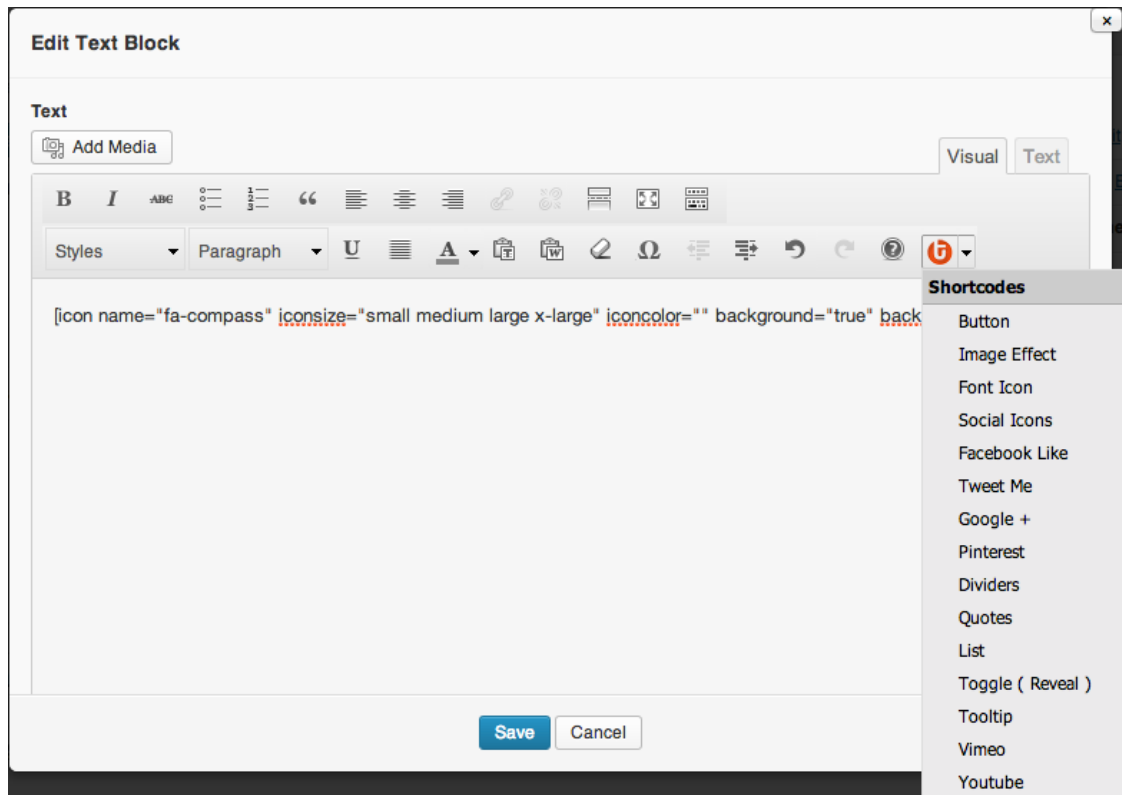 ×
Edit Text Block
Text
Add Media
Visual Text
B I ABC
Styles Paragraph U A Ω
Shortcodes
[icon name="fa-compass" iconsize="small medium large x-large" iconcolor="" background="true" back
Button
Image Effect
Font Icon
Social Icons
Facebook Like
Tweet Me
Google +
Pinterest
Dividers
Quotes
List
Toggle ( Reveal )
Tooltip
Vimeo
Youtube
Save Cancel